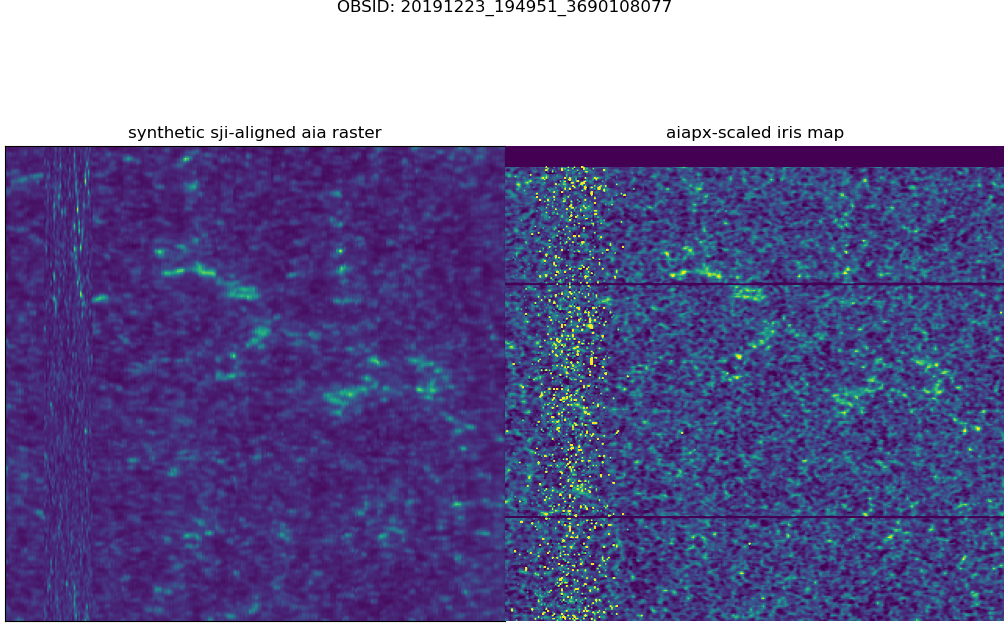 OBSID: 20191223_194951_3690108077
synthetic sji-aligned aia raster
aiapx-scaled iris map